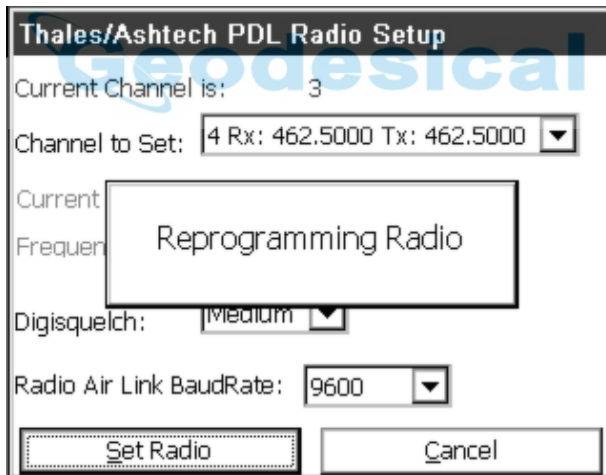 Thales/Ashtech PDL Radio Setup
Geodesical
Current Channel is: 3
Channel to Set: 4 Rx: 462.5000 Tx: 462.5000
Current
Reprogramming Radio
Digisquelch: Medium
Radio Air Link BaudRate: 9600
Set Radio Cancel